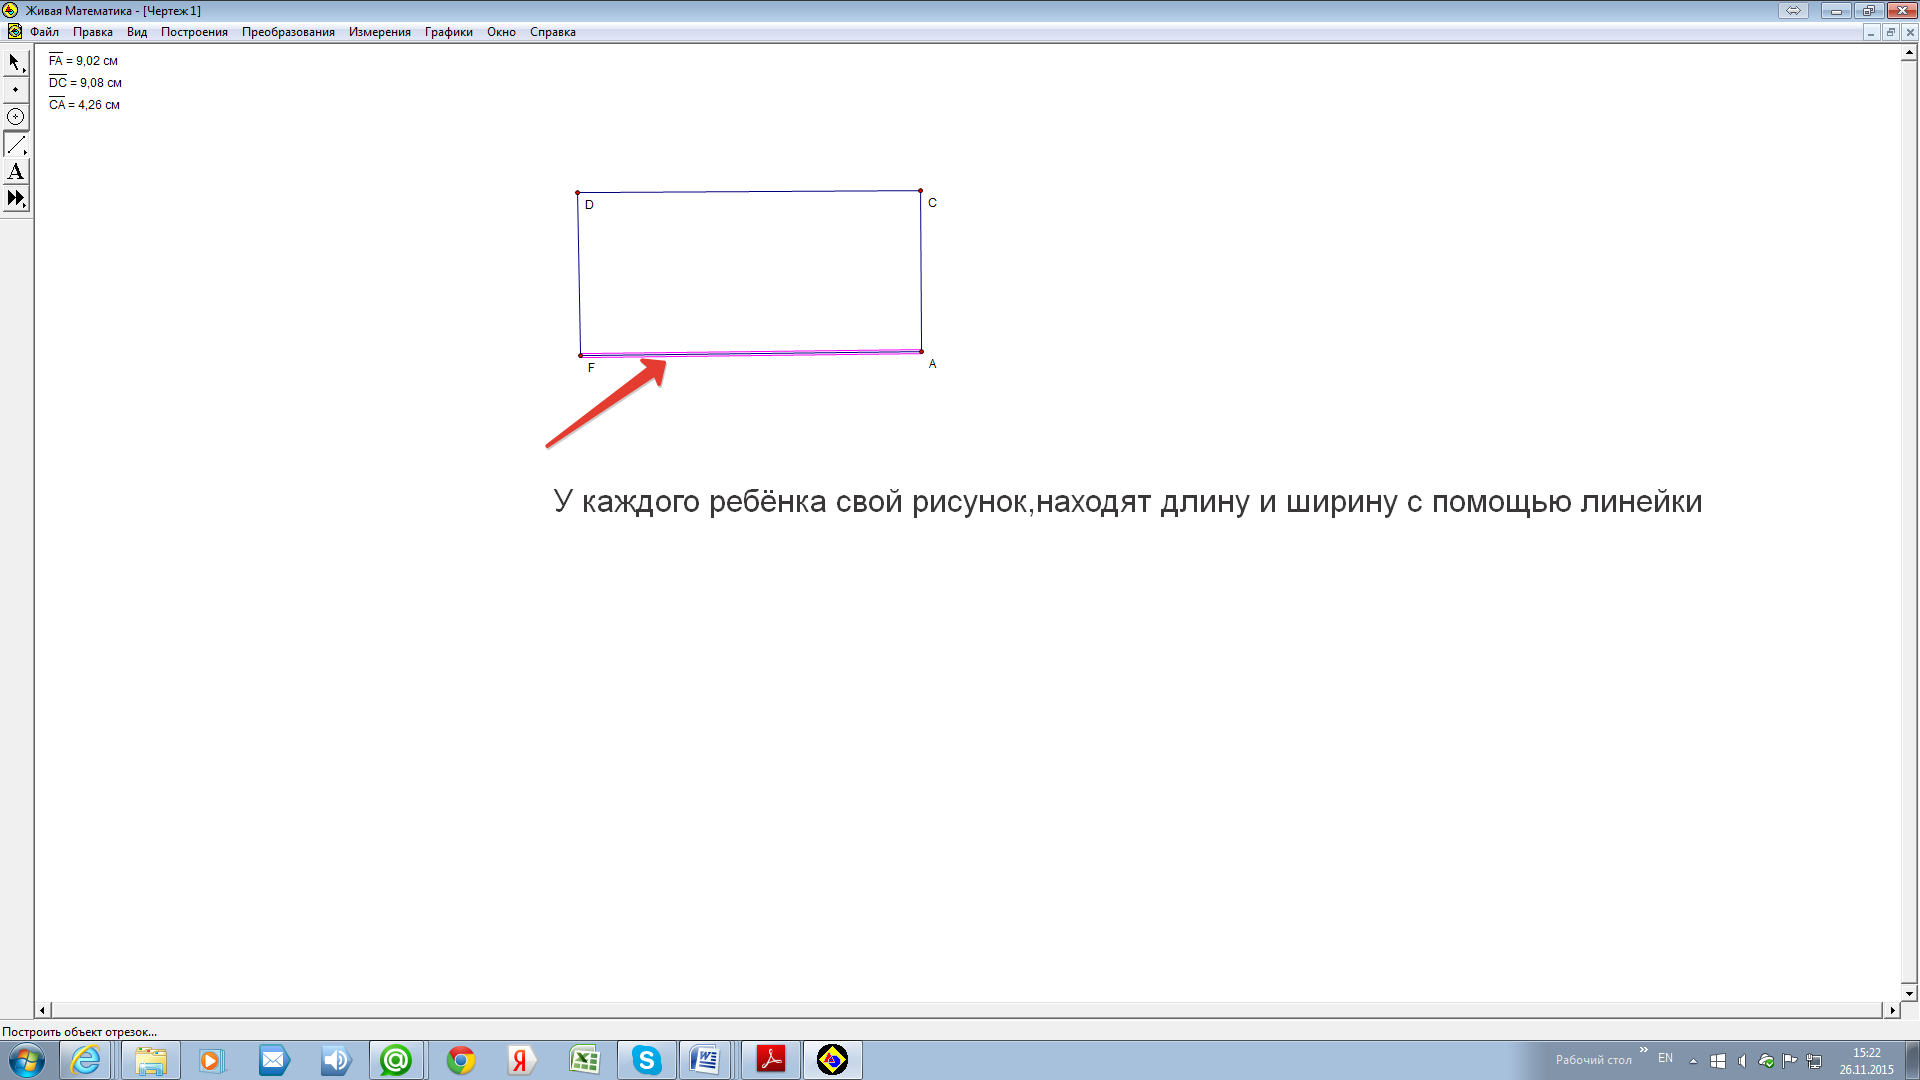 Живая Математика - [Чертеж1]
Файл Правка Вид Построения Преобразования Измерения Графики Окно Справка
FA = 9,02 см
DC = 9,08 см
CA = 4,26 см
A
D
C
F
A
У каждого ребёнка свой рисунок,находят длину и ширину с помощью линейки
Построить объект отрезок...
Рабочий стол » EN 15:22
26.11.2015